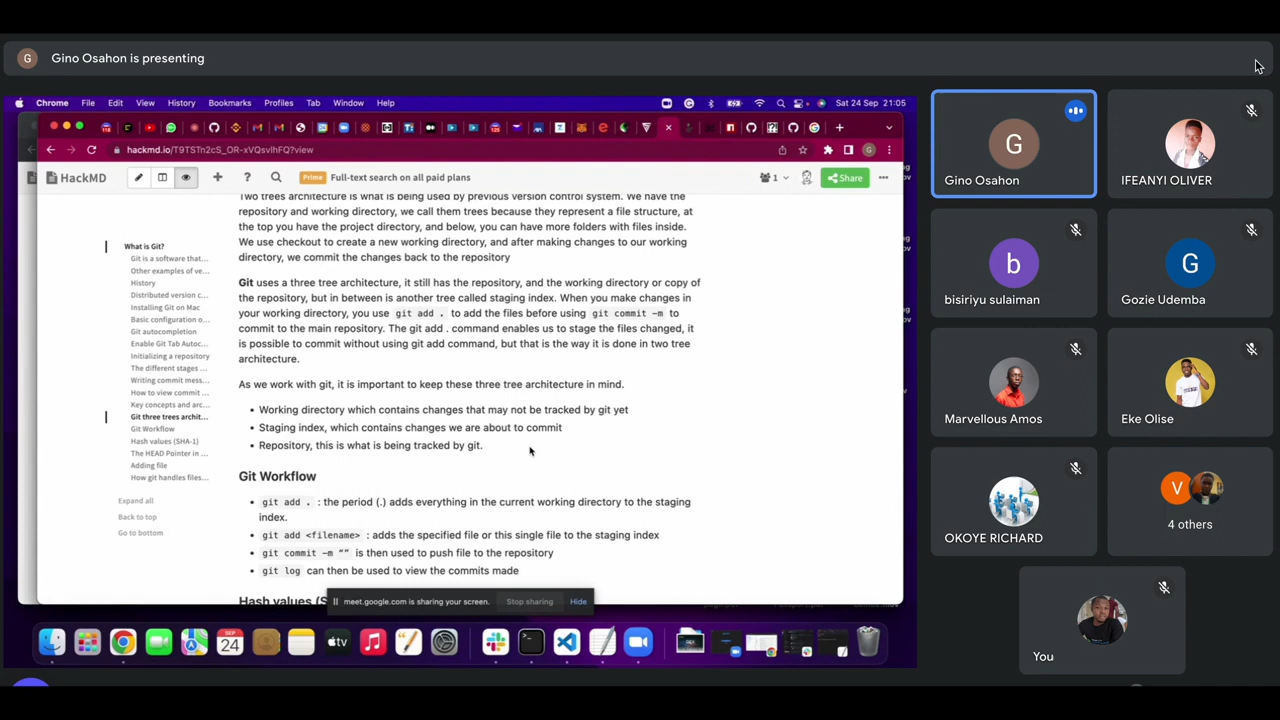 G Gino Osahon is presenting
Chrome File Edit View History Bookmarks Profiles Tab Window Help Sat 24 Sep 21:05
hackmd.io/T9TSTn2cS_OR-xVQsvlhFQ?view
HackMD Prime Full-text search on all paid plans 1 Share
What is Git?
Git is a software that...
Other examples of ve...
History
Distributed version c...
Installing Git on Mac
Basic configuration o...
Git autocompletion
Enable Git Tab Autoc...
Initializing a repository
The different stages ...
Writing commit mess...
How to view commit ...
Key concepts and arc...
Git three trees archit...
Git Workflow
Hash values (SHA-1)
The HEAD Pointer in ...
Adding file
How git handles files...
Expand all
Back to top
Go to bottom
Two trees architecture is what is being used by previous version control system. We have the
repository and working directory, we call them trees because they represent a file structure, at
the top you have the project directory, and below, you can have more folders with files inside.
We use checkout to create a new working directory, and after making changes to our working
directory, we commit the changes back to the repository
Git uses a three tree architecture, it still has the repository, and the working directory or copy of
the repository, but in between is another tree called staging index. When you make changes in
your working directory, you use git add . to add the files before using git commit -m to
commit to the main repository. The git add . command enables us to stage the files changed, it
is possible to commit without using git add command, but that is the way it is done in two tree
architecture.
As we work with git, it is important to keep these three tree architecture in mind.
• Working directory which contains changes that may not be tracked by git yet
• Staging index, which contains changes we are about to commit
• Repository, this is what is being tracked by git.
Git Workflow
• git add . : the period (.) adds everything in the current working directory to the staging
index.
• git add <filename> : adds the specified file or this single file to the staging index
• git commit -m “” is then used to push file to the repository
• git log can then be used to view the commits made
Hash values (S
meet.google.com is sharing your screen. Stop sharing Hide
SEP
24
tv
G
Gino Osahon
IFEANYI OLIVER
b
bisiriyu sulaiman
G
Gozie Udemba
Marvellous Amos
Eke Olise
OKOYE RICHARD
V
4 others
You